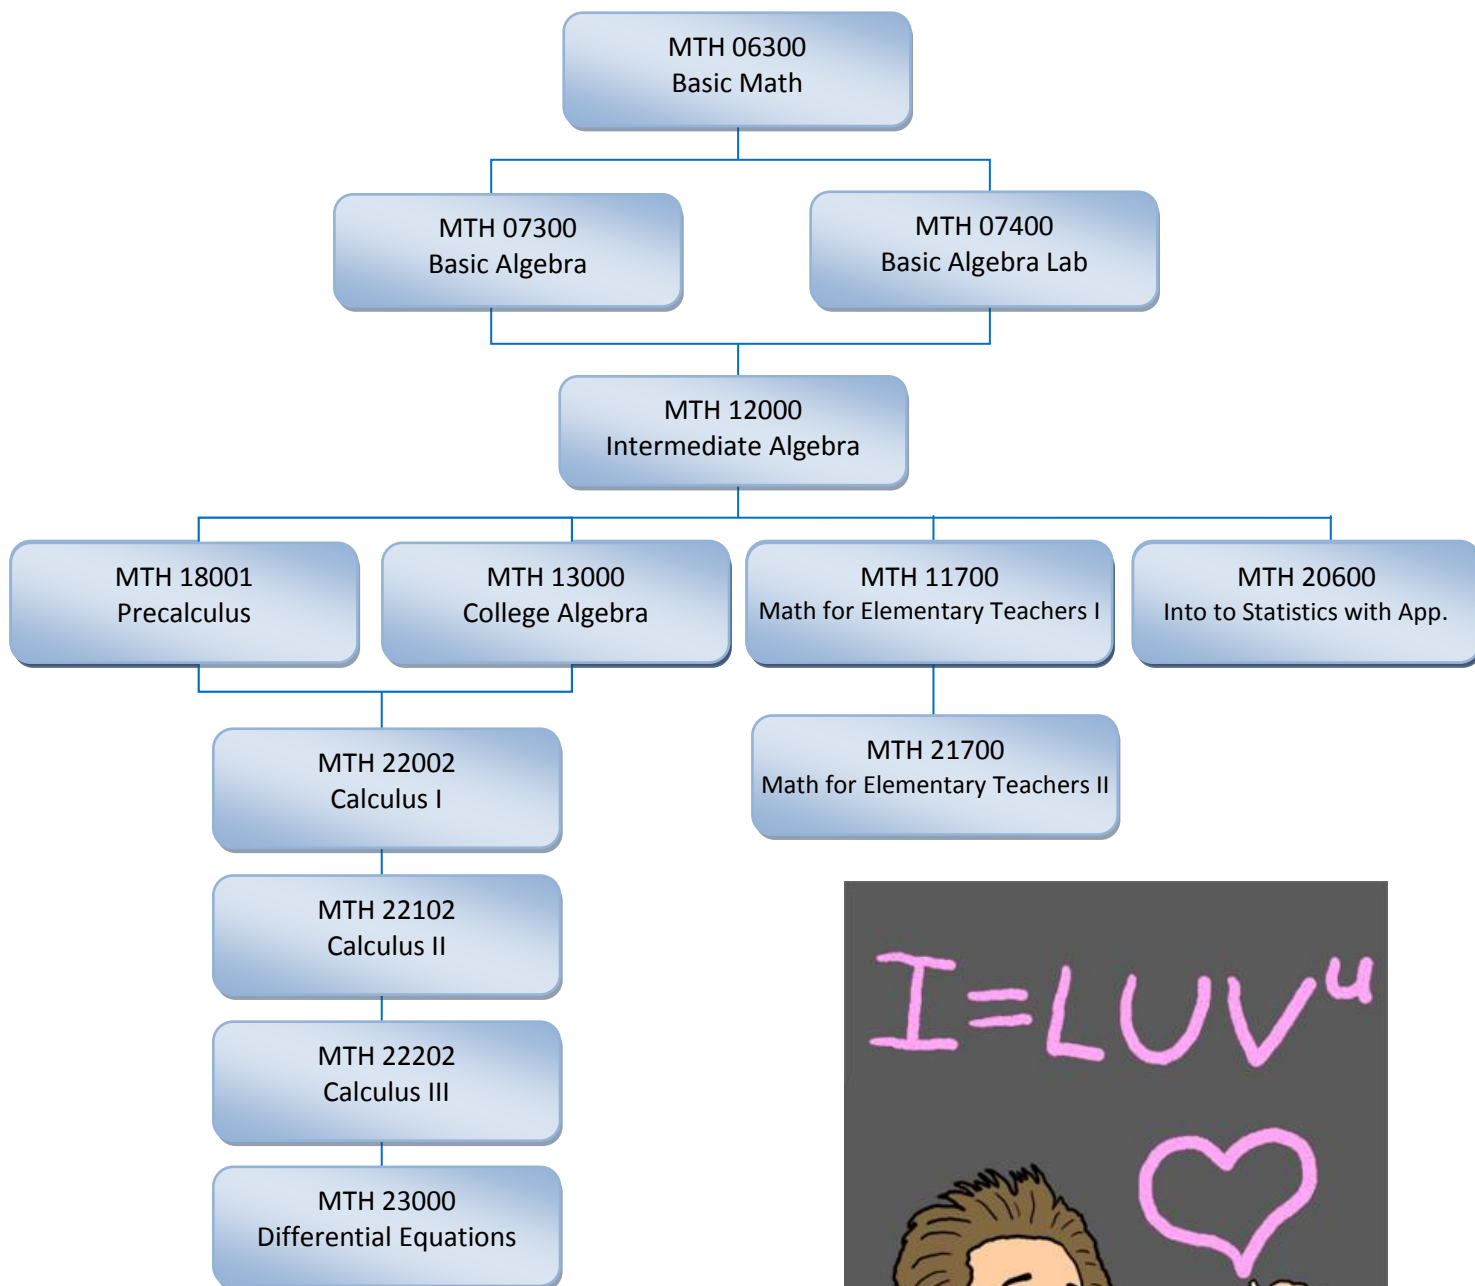 MTH 06300
Basic Math
MTH 07300
Basic Algebra
MTH 07400
Basic Algebra Lab
MTH 12000
Intermediate Algebra
MTH 18001
Precalculus
MTH 13000
College Algebra
MTH 11700
Math for Elementary Teachers I
MTH 20600
Into to Statistics with App.
MTH 22002
Calculus I
MTH 21700
Math for Elementary Teachers II
MTH 22102
Calculus II
MTH 22202
Calculus III
MTH 23000
Differential Equations
I=LUVᵘ